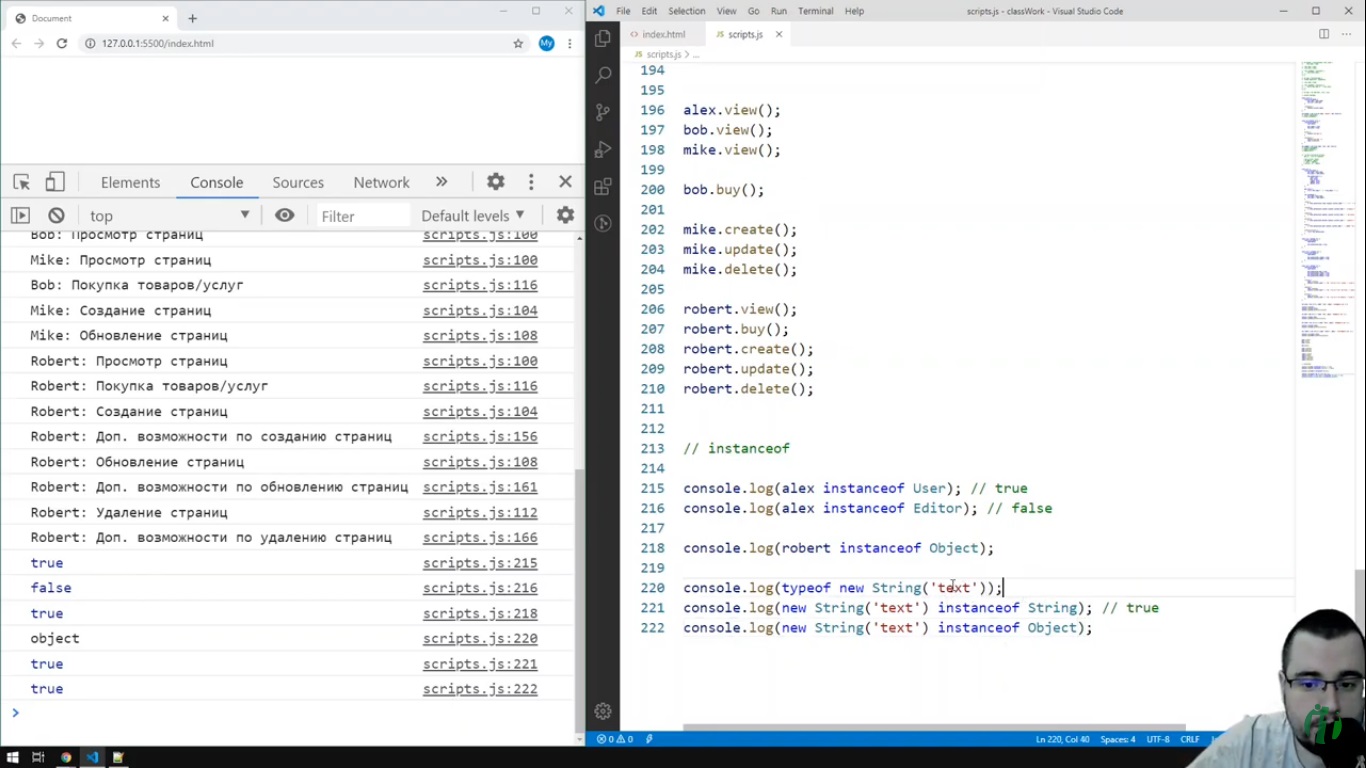 Document
127.0.0.1:5500/index.html
My
Elements Console Sources Network
top Filter Default levels
Bob: Просмотр страниц scripts.js:100
Mike: Просмотр страниц scripts.js:100
Bob: Покупка товаров/услуг scripts.js:116
Mike: Создание страниц scripts.js:104
Mike: Обновление страниц scripts.js:108
Robert: Просмотр страниц scripts.js:100
Robert: Покупка товаров/услуг scripts.js:116
Robert: Создание страниц scripts.js:104
Robert: Доп. возможности по созданию страниц scripts.js:156
Robert: Обновление страниц scripts.js:108
Robert: Доп. возможности по обновлению страниц scripts.js:161
Robert: Удаление страниц scripts.js:112
Robert: Доп. возможности по удалению страниц scripts.js:166
true scripts.js:215
false scripts.js:216
true scripts.js:218
object scripts.js:220
true scripts.js:221
true scripts.js:222
File Edit Selection View Go Run Terminal Help scripts.js - classWork - Visual Studio Code
index.html JS scripts.js
JS scripts.js > ...
194
195
196 alex.view();
197 bob.view();
198 mike.view();
199
200 bob.buy();
201
202 mike.create();
203 mike.update();
204 mike.delete();
205
206 robert.view();
207 robert.buy();
208 robert.create();
209 robert.update();
210 robert.delete();
211
212
213 // instanceof
214
215 console.log(alex instanceof User); // true
216 console.log(alex instanceof Editor); // false
217
218 console.log(robert instanceof Object);
219
220 console.log(typeof new String('text'));
221 console.log(new String('text') instanceof String); // true
222 console.log(new String('text') instanceof Object);
0 0 Ln 220, Col 40 Spaces: 4 UTF-8 CRLF